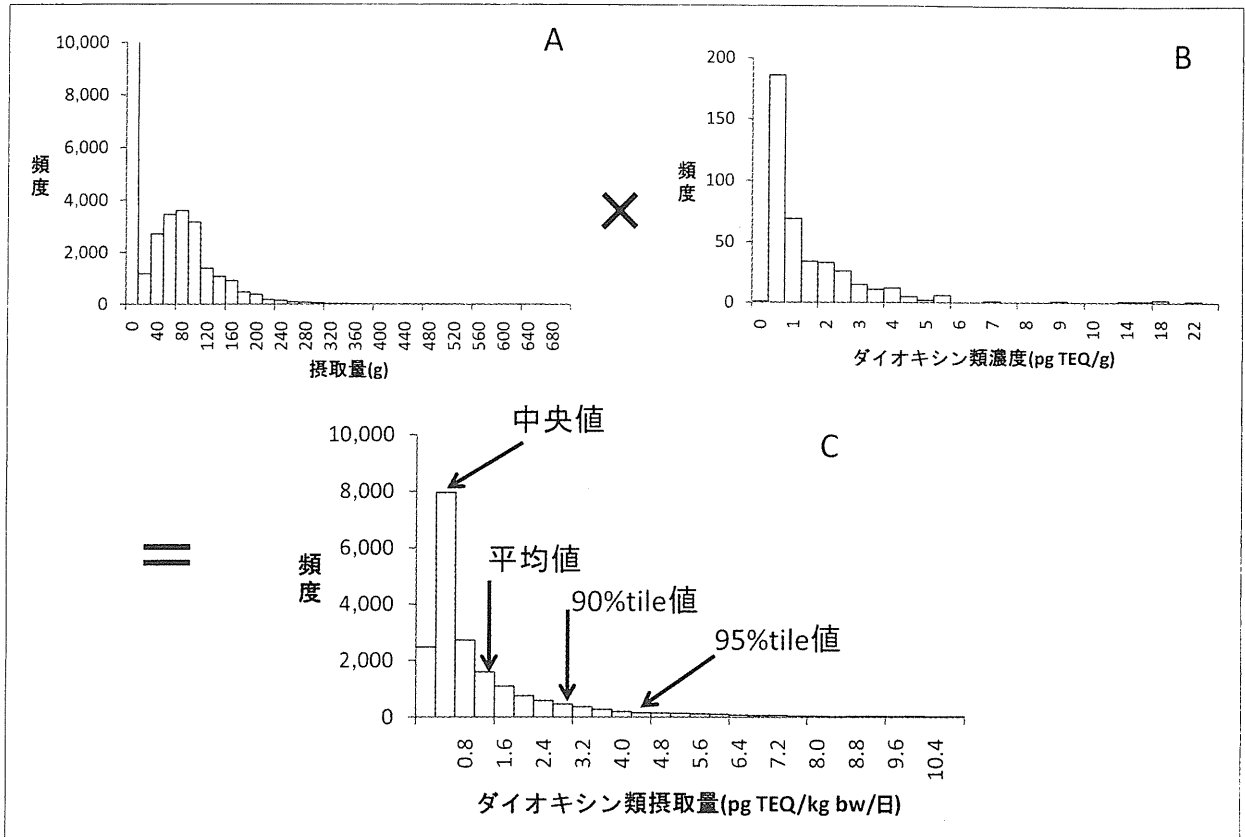 A
10,000
8,000
6,000
4,000
2,000
0
頻度
0 40 80 120 160 200 240 280 320 360 400 440 480 520 560 600 640 680
摂取量(g)
×
B
200
150
100
50
0
頻度
0 1 2 3 4 5 6 7 8 9 10 14 18 22
ダイオキシン類濃度(pg TEQ/g)
=
C
10,000
8,000
6,000
4,000
2,000
0
頻度
中央値
平均値
90%tile値
95%tile値
0.8 1.6 2.4 3.2 4.0 4.8 5.6 6.4 7.2 8.0 8.8 9.6 10.4
ダイオキシン類摂取量(pg TEQ/kg bw/日)